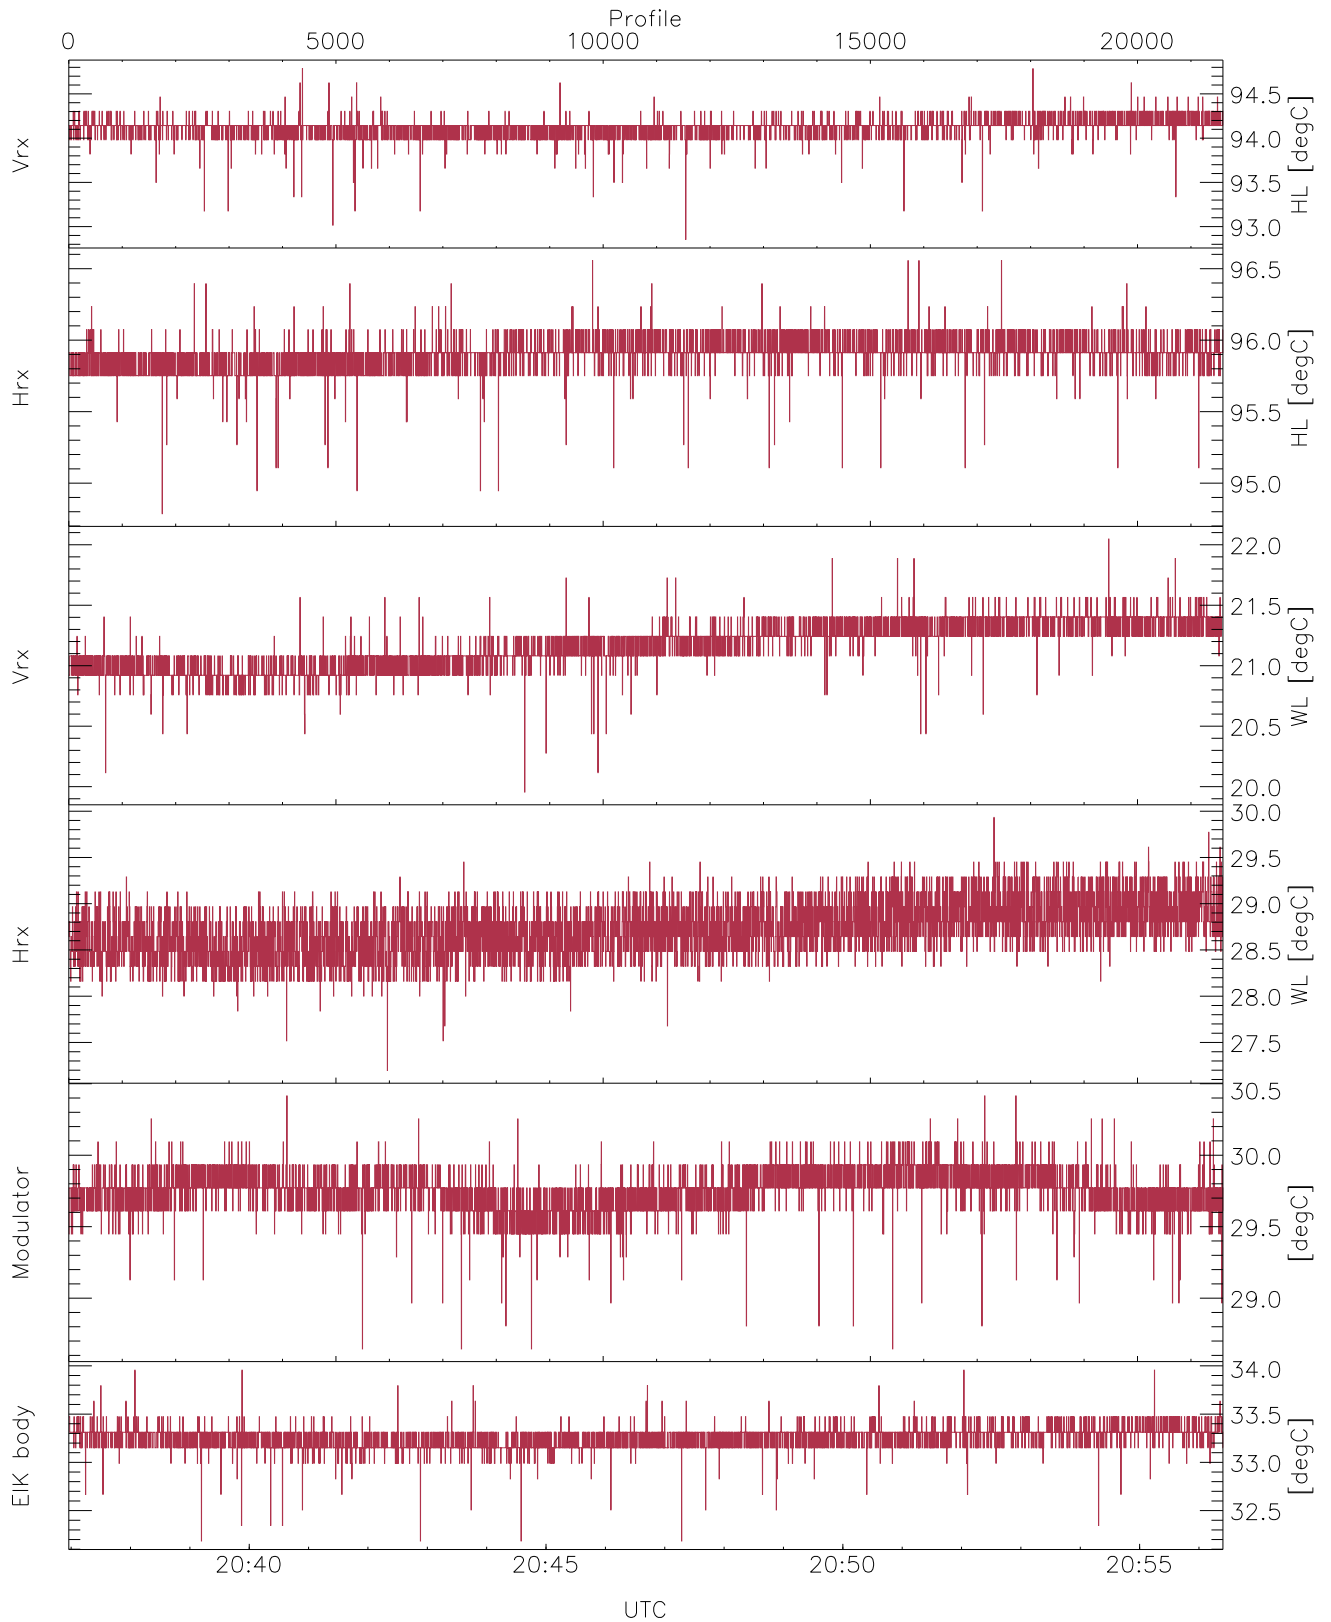 Profile
0 5000 10000 15000 20000
Vrx
94.5
94.0
93.5
93.0
HL [degC]
Hrx
96.5
96.0
95.5
95.0
HL [degC]
Vrx
22.0
21.5
21.0
20.5
20.0
WL [degC]
Hrx
30.0
29.5
29.0
28.5
28.0
27.5
WL [degC]
Modulator
30.5
30.0
29.5
29.0
[degC]
EIK body
34.0
33.5
33.0
32.5
[degC]
20:40 20:45 20:50 20:55
UTC